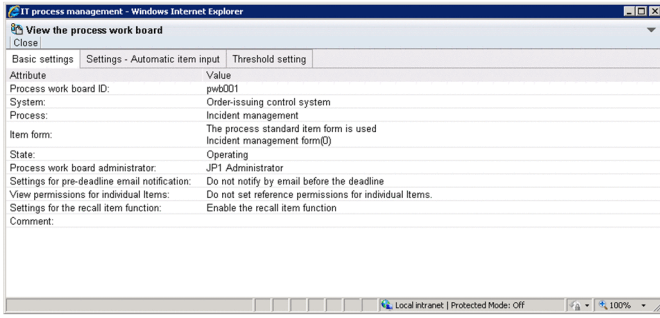 IT process management - Windows Internet Explorer
View the process work board
Close
Basic settings Settings - Automatic item input Threshold setting
Attribute Value
Process work board ID: pwb001
System: Order-issuing control system
Process: Incident management
Item form: The process standard item form is used
Incident management form(0)
State: Operating
Process work board administrator: JP1 Administrator
Settings for pre-deadline email notification: Do not notify by email before the deadline
View permissions for individual Items: Do not set reference permissions for individual Items.
Settings for the recall item function: Enable the recall item function
Comment:
Local intranet | Protected Mode: Off 100%